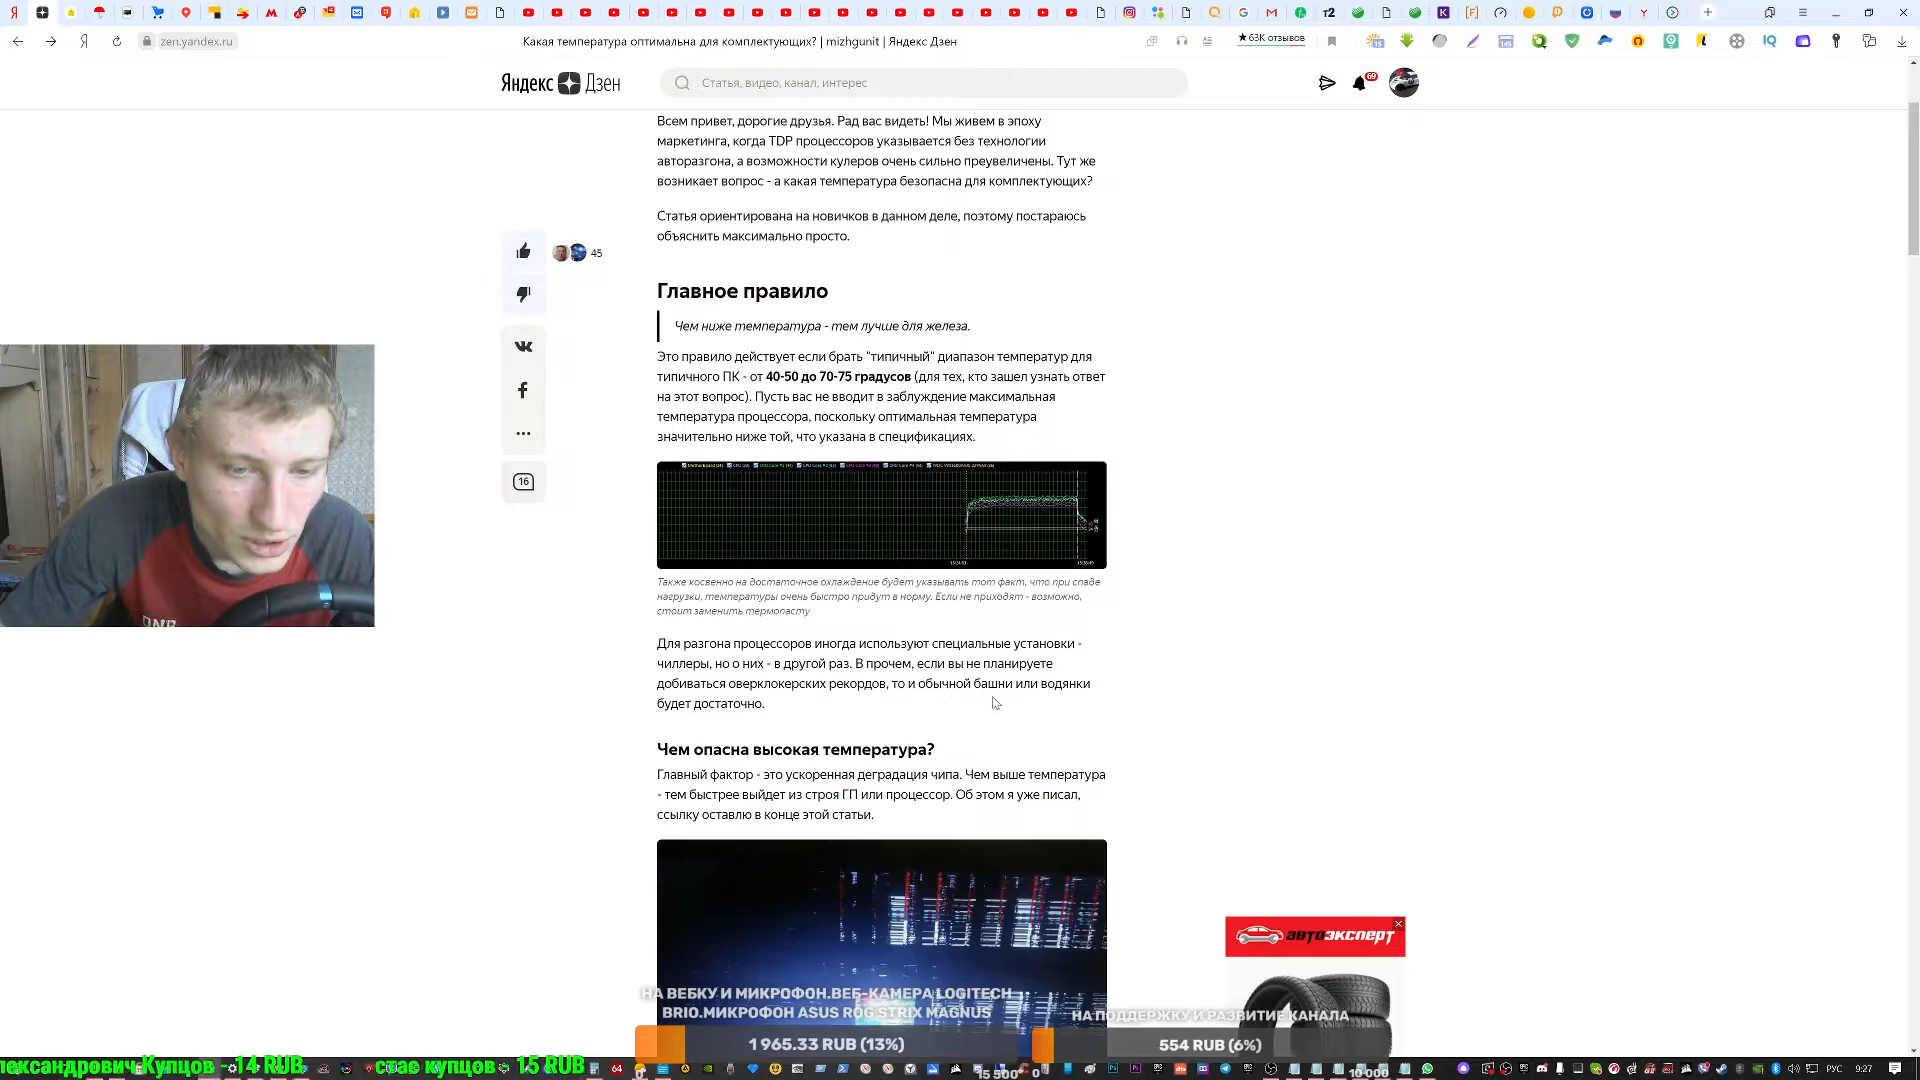 zen.yandex.ru
Какая температура оптимальна для комплектующих? | mizhgunit | Яндекс Дзен
★ 63K отзывов
Яндекс Дзен
Статья, видео, канал, интерес
69
Всем привет, дорогие друзья. Рад вас видеть! Мы живем в эпоху
маркетинга, когда TDP процессоров указывается без технологии
авторазгона, а возможности кулеров очень сильно преувеличены. Тут же
возникает вопрос - а какая температура безопасна для комплектующих?
Статья ориентирована на новичков в данном деле, поэтому постараюсь
объяснить максимально просто.
45
Главное правило
Чем ниже температура - тем лучше для железа.
Это правило действует если брать "типичный" диапазон температур для
типичного ПК - от 40-50 до 70-75 градусов (для тех, кто зашел узнать ответ
на этот вопрос). Пусть вас не вводит в заблуждение максимальная
температура процессора, поскольку оптимальная температура
значительно ниже той, что указана в спецификациях.
16
Также косвенно на достаточное охлаждение будет указывать тот факт, что при спаде
нагрузки, температуры очень быстро придут в норму. Если не приходят - возможно,
стоит заменить термопасту
Для разгона процессоров иногда используют специальные установки -
чиллеры, но о них - в другой раз. В прочем, если вы не планируете
добиваться оверклокерских рекордов, то и обычной башни или водянки
будет достаточно.
Чем опасна высокая температура?
Главный фактор - это ускоренная деградация чипа. Чем выше температура
- тем быстрее выйдет из строя ГП или процессор. Об этом я уже писал,
ссылку оставлю в конце этой статьи.
автоэксперт
НА ВЕБКУ И МИКРОФОН.ВЕБ-КАМЕРА LOGITECH
BRIO.МИКРОФОН ASUS ROG STRIX MAGNUS
НА ПОДДЕРЖКУ И РАЗВИТИЕ КАНАЛА
1 965.33 RUB (13%)
554 RUB (6%)
лександрович Купцов - 14 RUB
стас купцов - 15 RUB
0
15 500
0
10 000
РУС
9:27